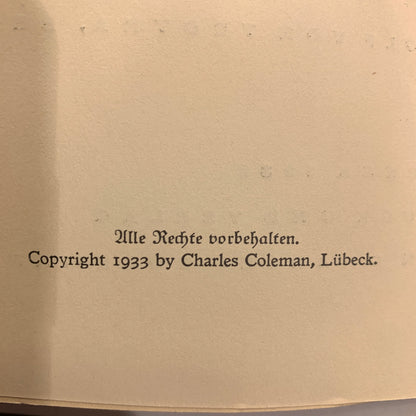 Alle Rechte vorbehalten.
Copyright 1933 by Charles Coleman, Lübeck.